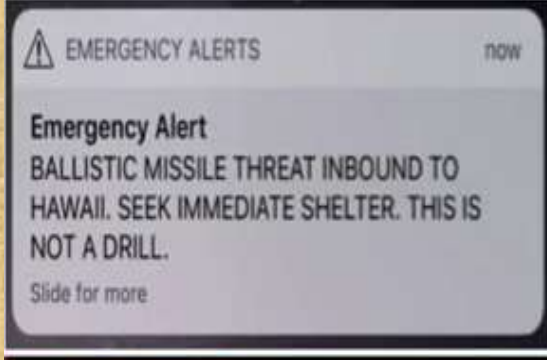 EMERGENCY ALERTS now
Emergency Alert
BALLISTIC MISSILE THREAT INBOUND TO
HAWAII. SEEK IMMEDIATE SHELTER. THIS IS
NOT A DRILL.
Slide for more